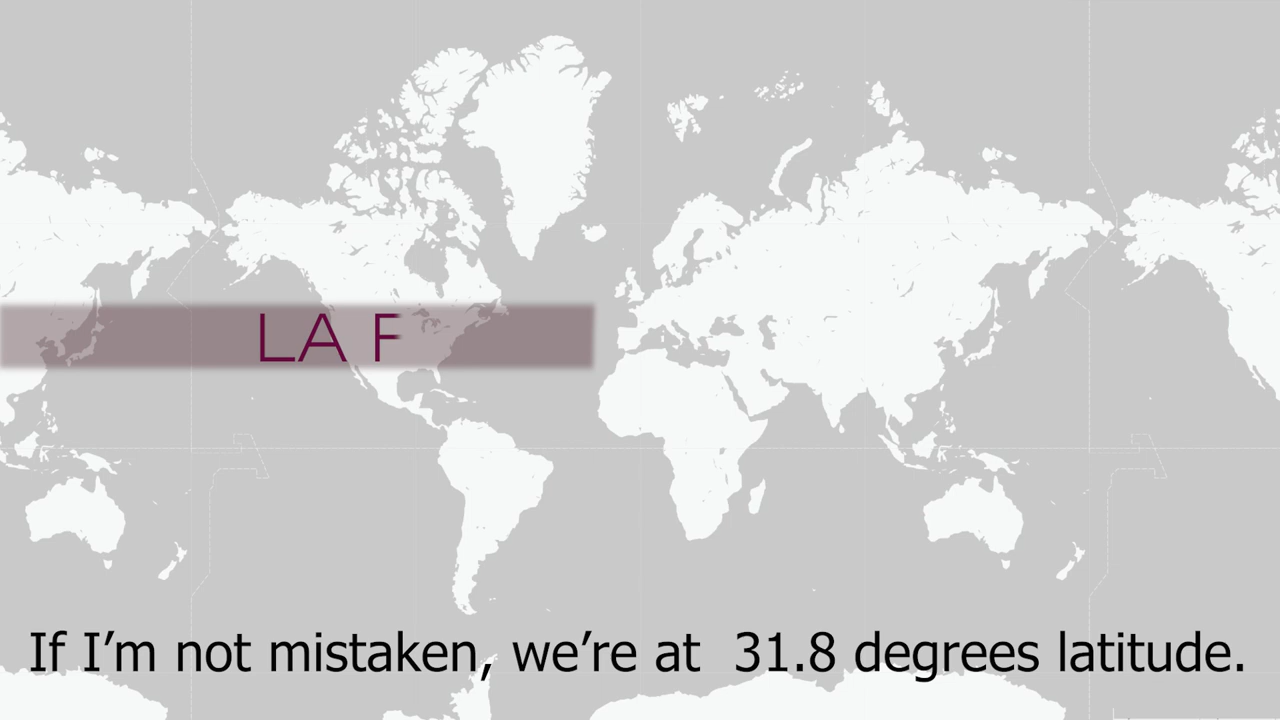 LA F
If I’m not mistaken, we’re at  31.8 degrees latitude.